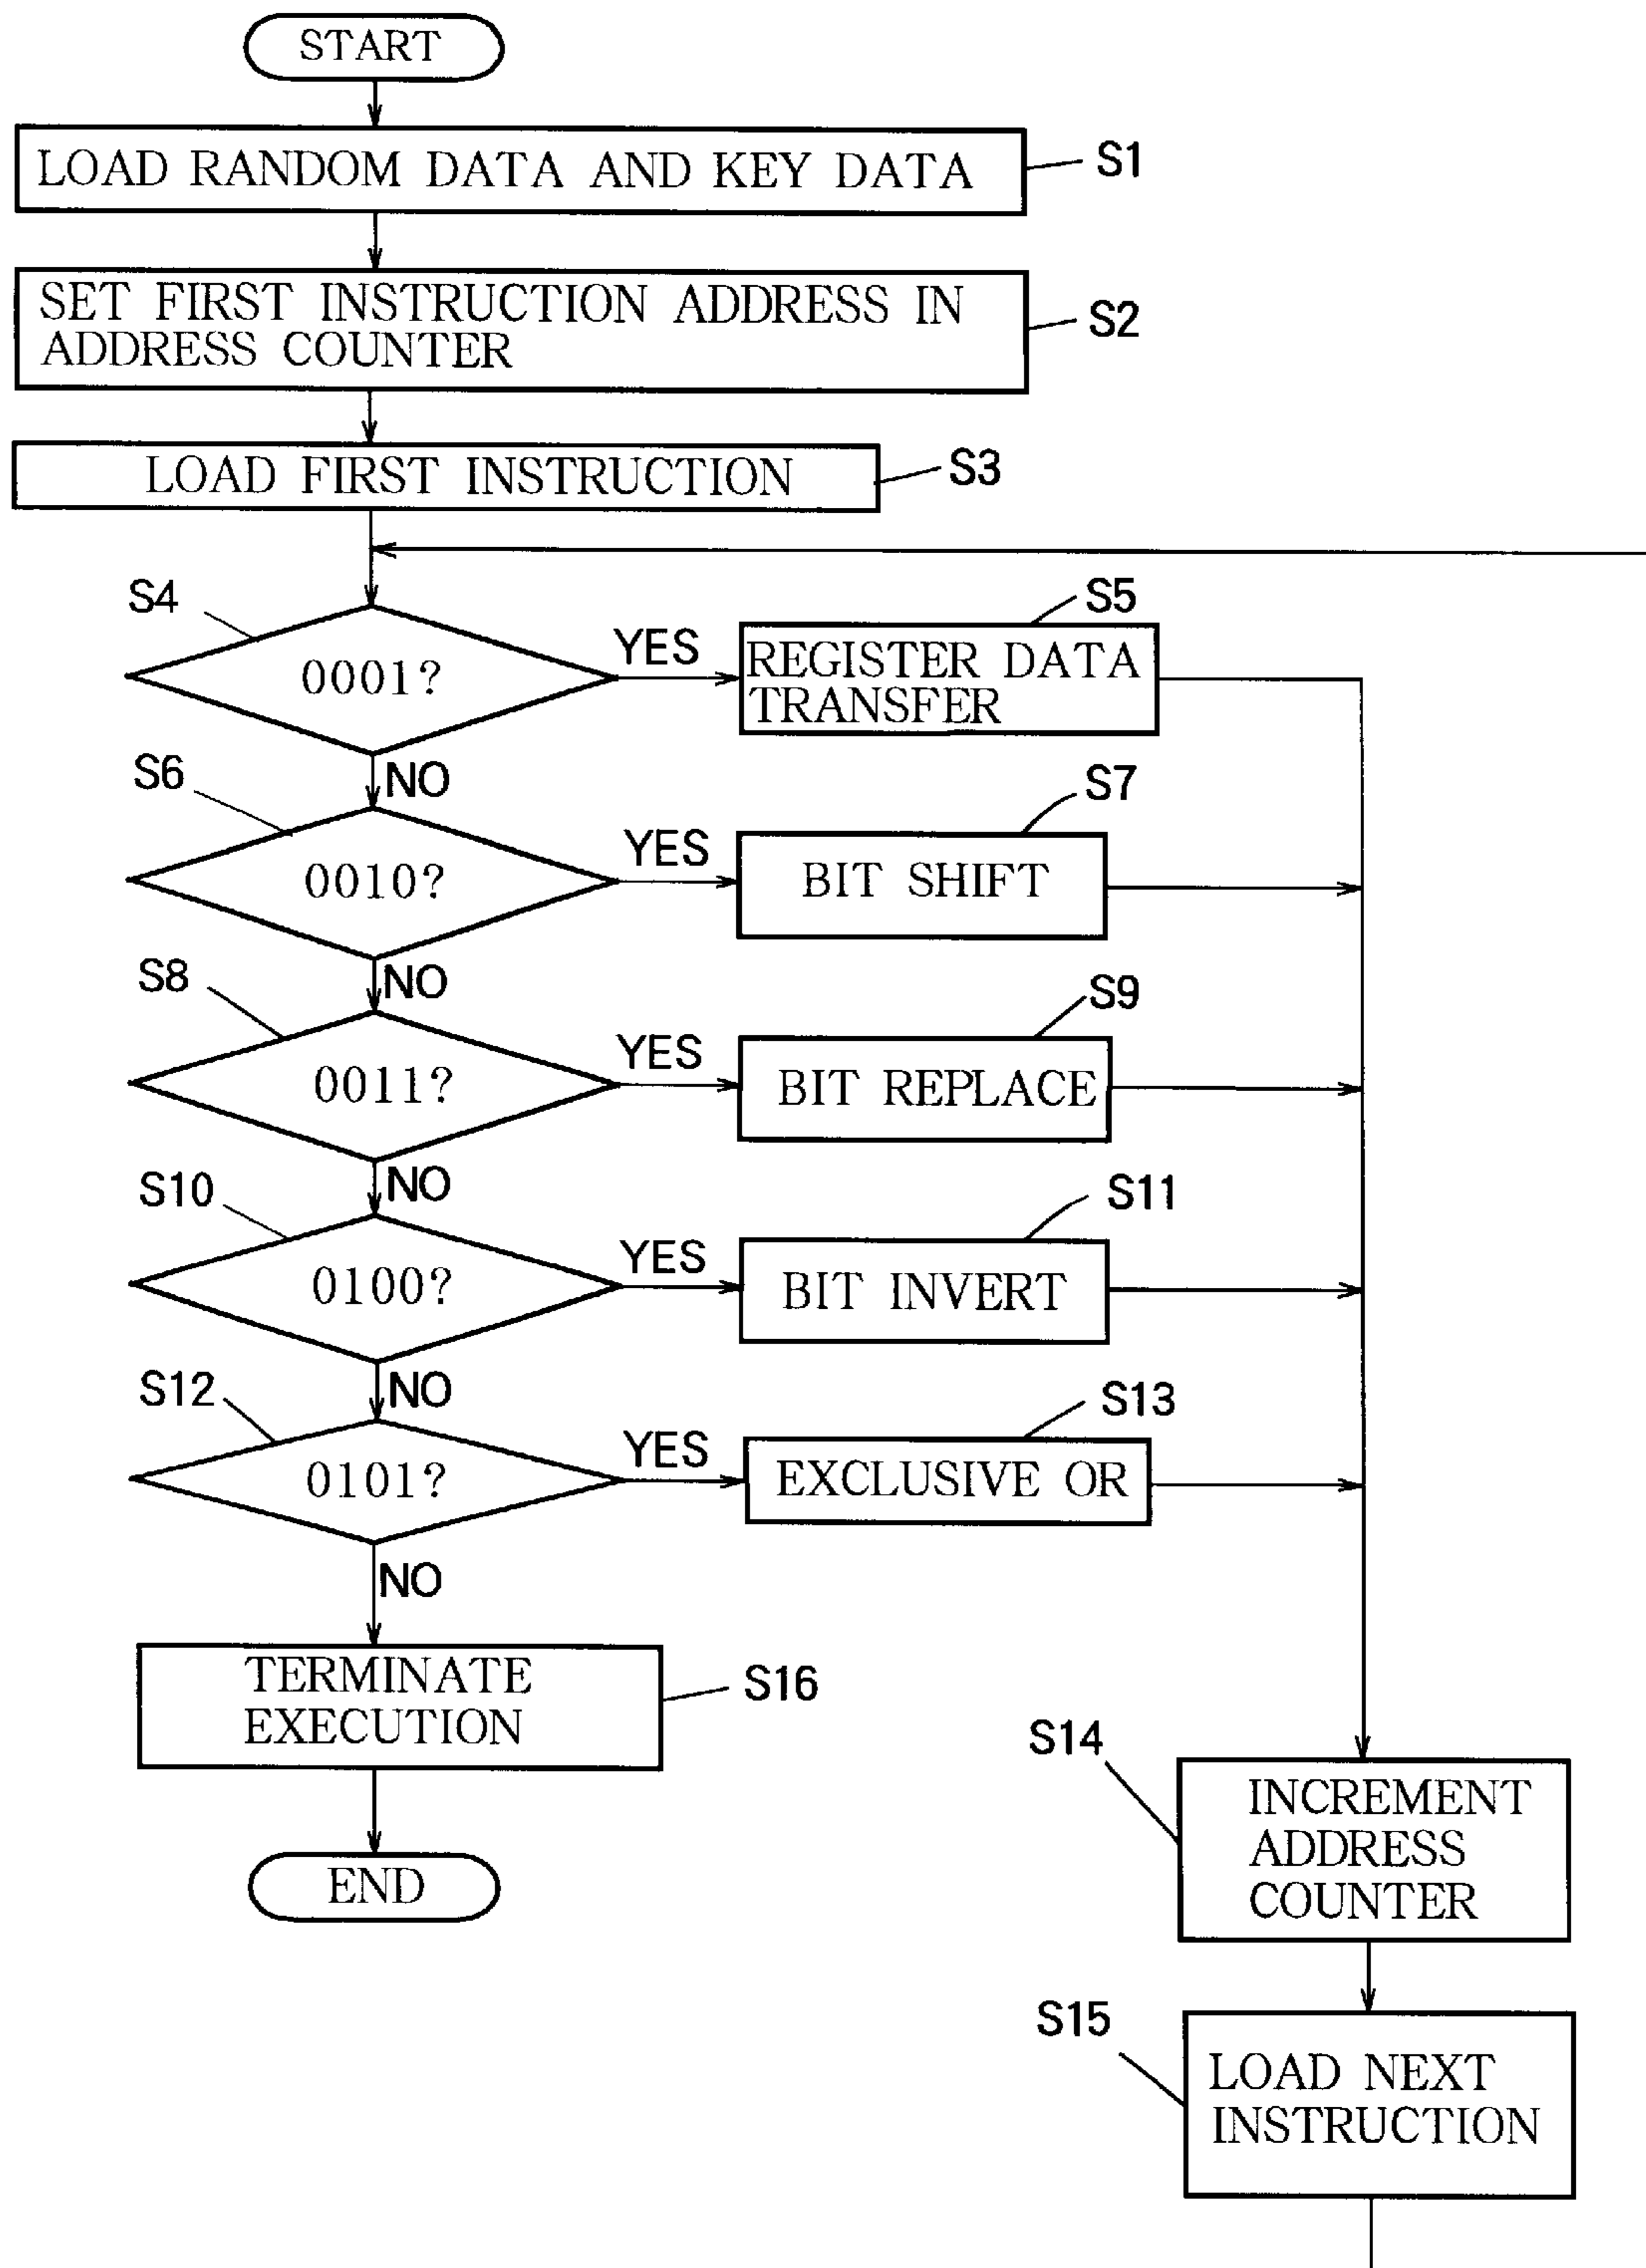 START
LOAD RANDOM DATA AND KEY DATA
S1
SET FIRST INSTRUCTION ADDRESS IN
ADDRESS COUNTER
S2
LOAD FIRST INSTRUCTION
S3
S4
0001?
YES
REGISTER DATA
TRANSFER
S5
NO
S6
0010?
YES
BIT SHIFT
S7
NO
S8
0011?
YES
BIT REPLACE
S9
NO
S10
0100?
YES
BIT INVERT
S11
NO
S12
0101?
YES
EXCLUSIVE OR
S13
NO
TERMINATE
EXECUTION
S16
END
S14
INCREMENT
ADDRESS
COUNTER
S15
LOAD NEXT
INSTRUCTION